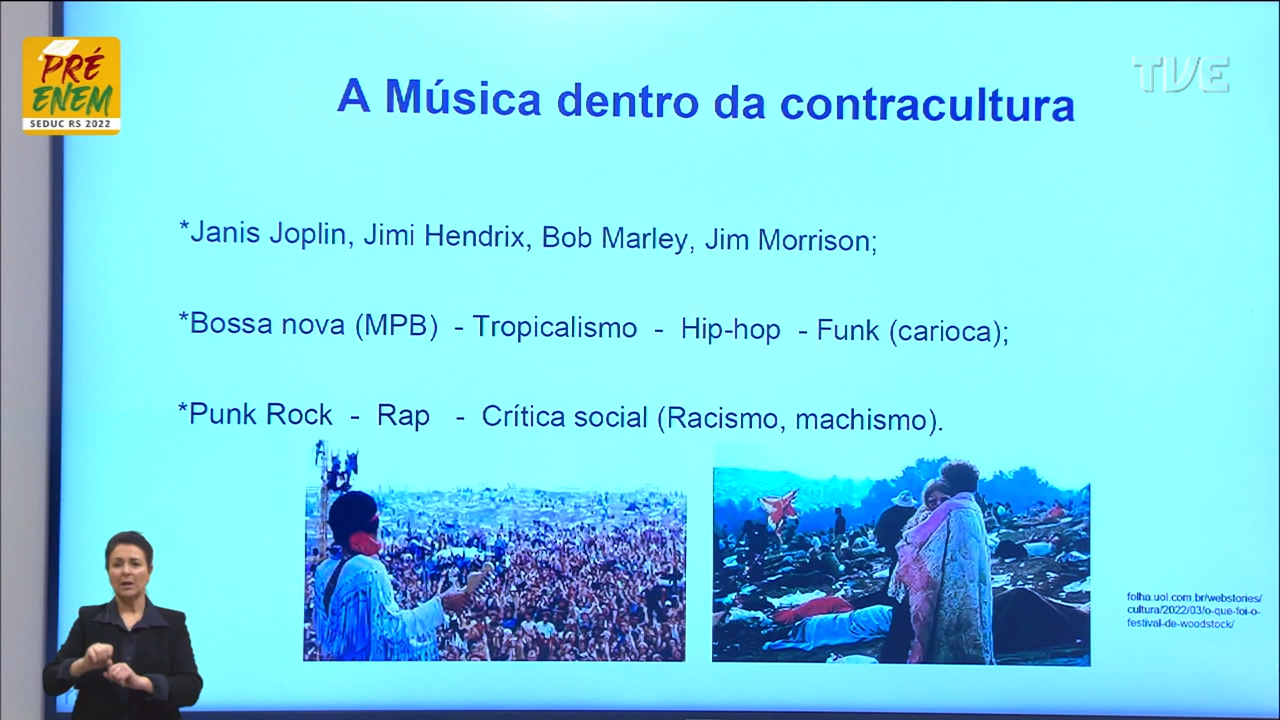 PRÉ
ENEM
SEDUC RS 2022
TVE
A Música dentro da contracultura
*Janis Joplin, Jimi Hendrix, Bob Marley, Jim Morrison;
*Bossa nova (MPB) - Tropicalismo - Hip-hop - Funk (carioca);
*Punk Rock - Rap - Crítica social (Racismo, machismo).
folha.uol.com.br/webstories/
cultura/2022/03/o-que-foi-o-
festival-de-woodstock/